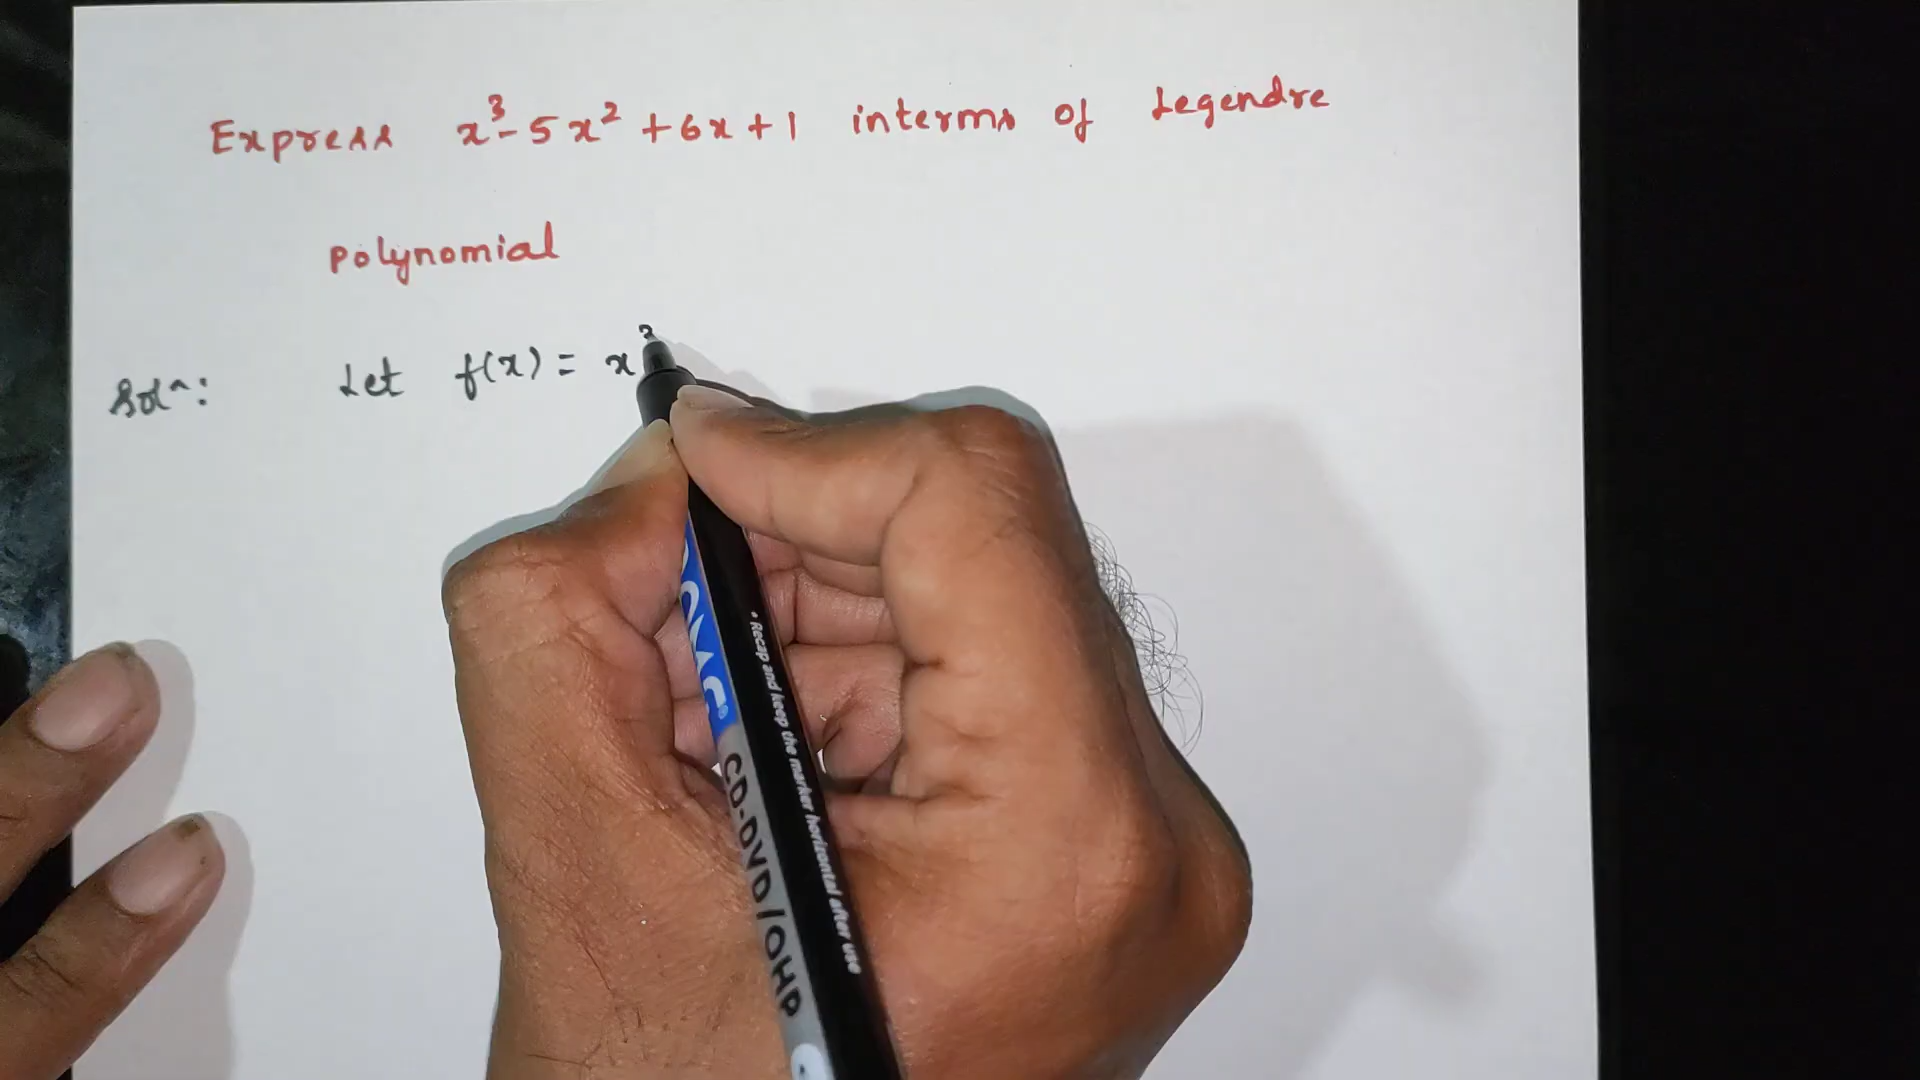 Express x³-5x²+6x+1 interms of Legendre
polynomial
Solⁿ: Let f(x) = x³
• Recap and keep the marker horizontal after use
CD-DVD/OHP